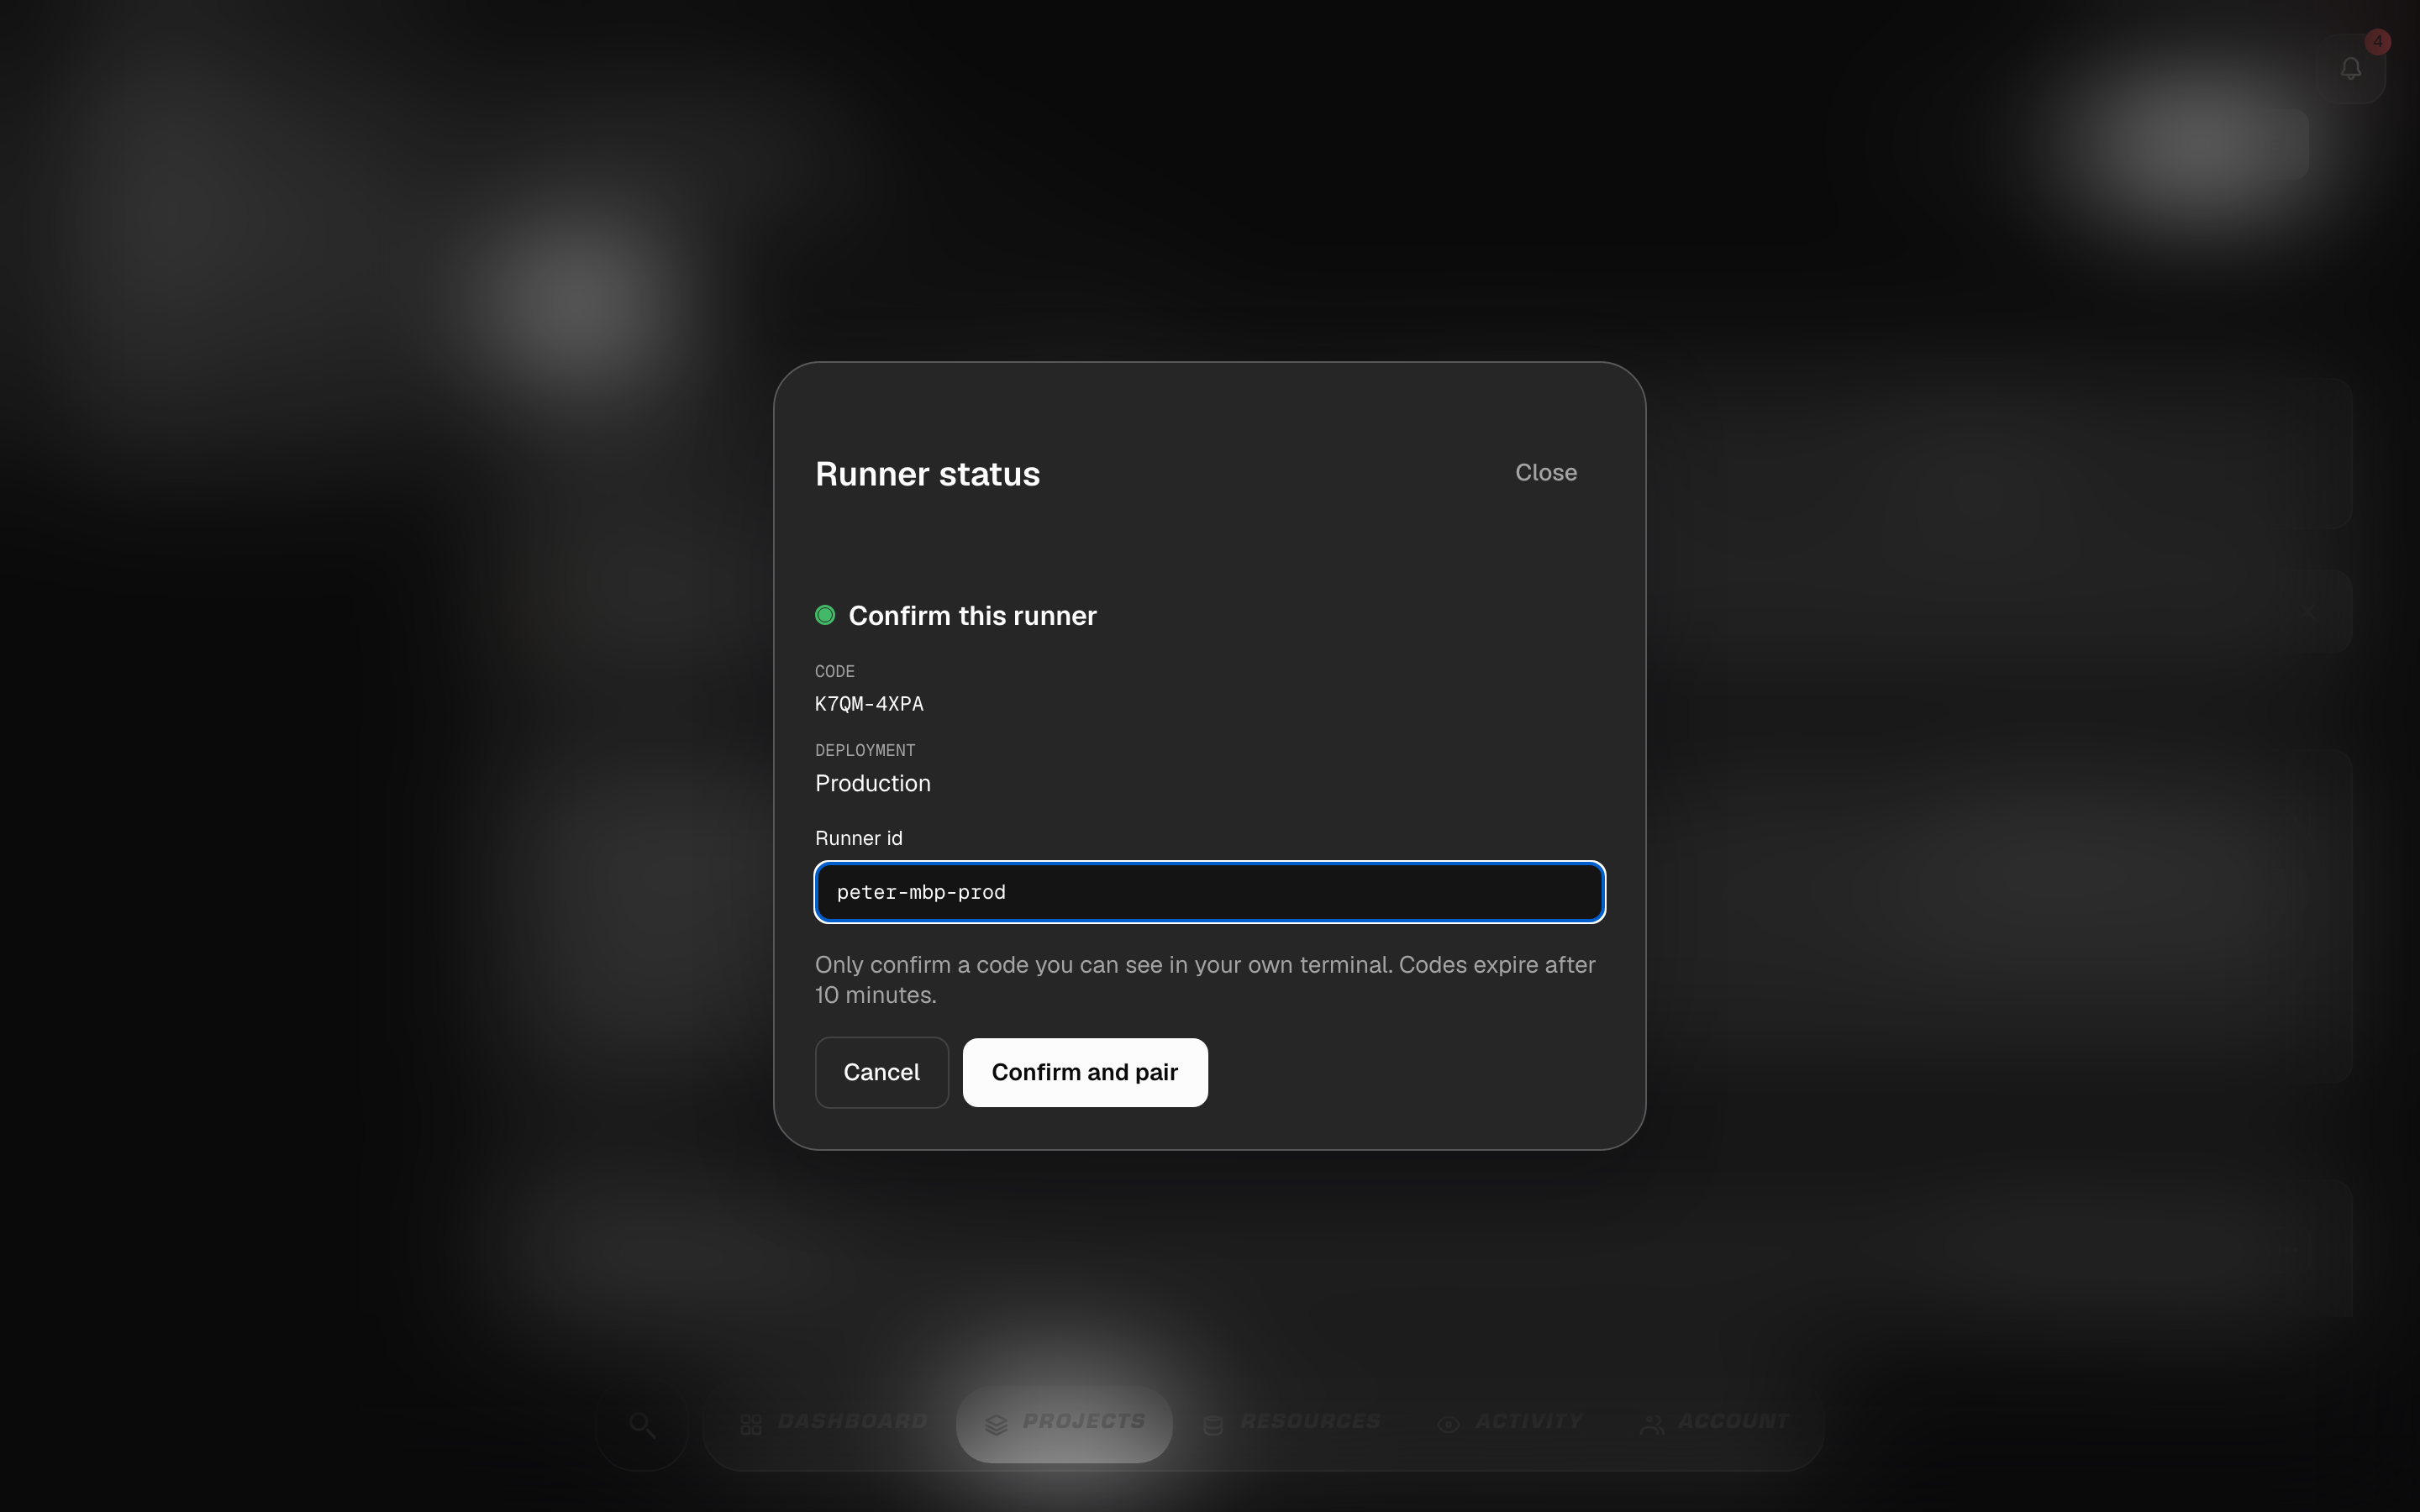 4
Runner status
Close
Confirm this runner
CODE
K7QM-4XPA
DEPLOYMENT
Production
Runner id
peter-mbp-prod
Only confirm a code you can see in your own terminal. Codes expire after
10 minutes.
Cancel
Confirm and pair
DASHBOARD
PROJECTS
RESOURCES
ACTIVITY
ACCOUNT